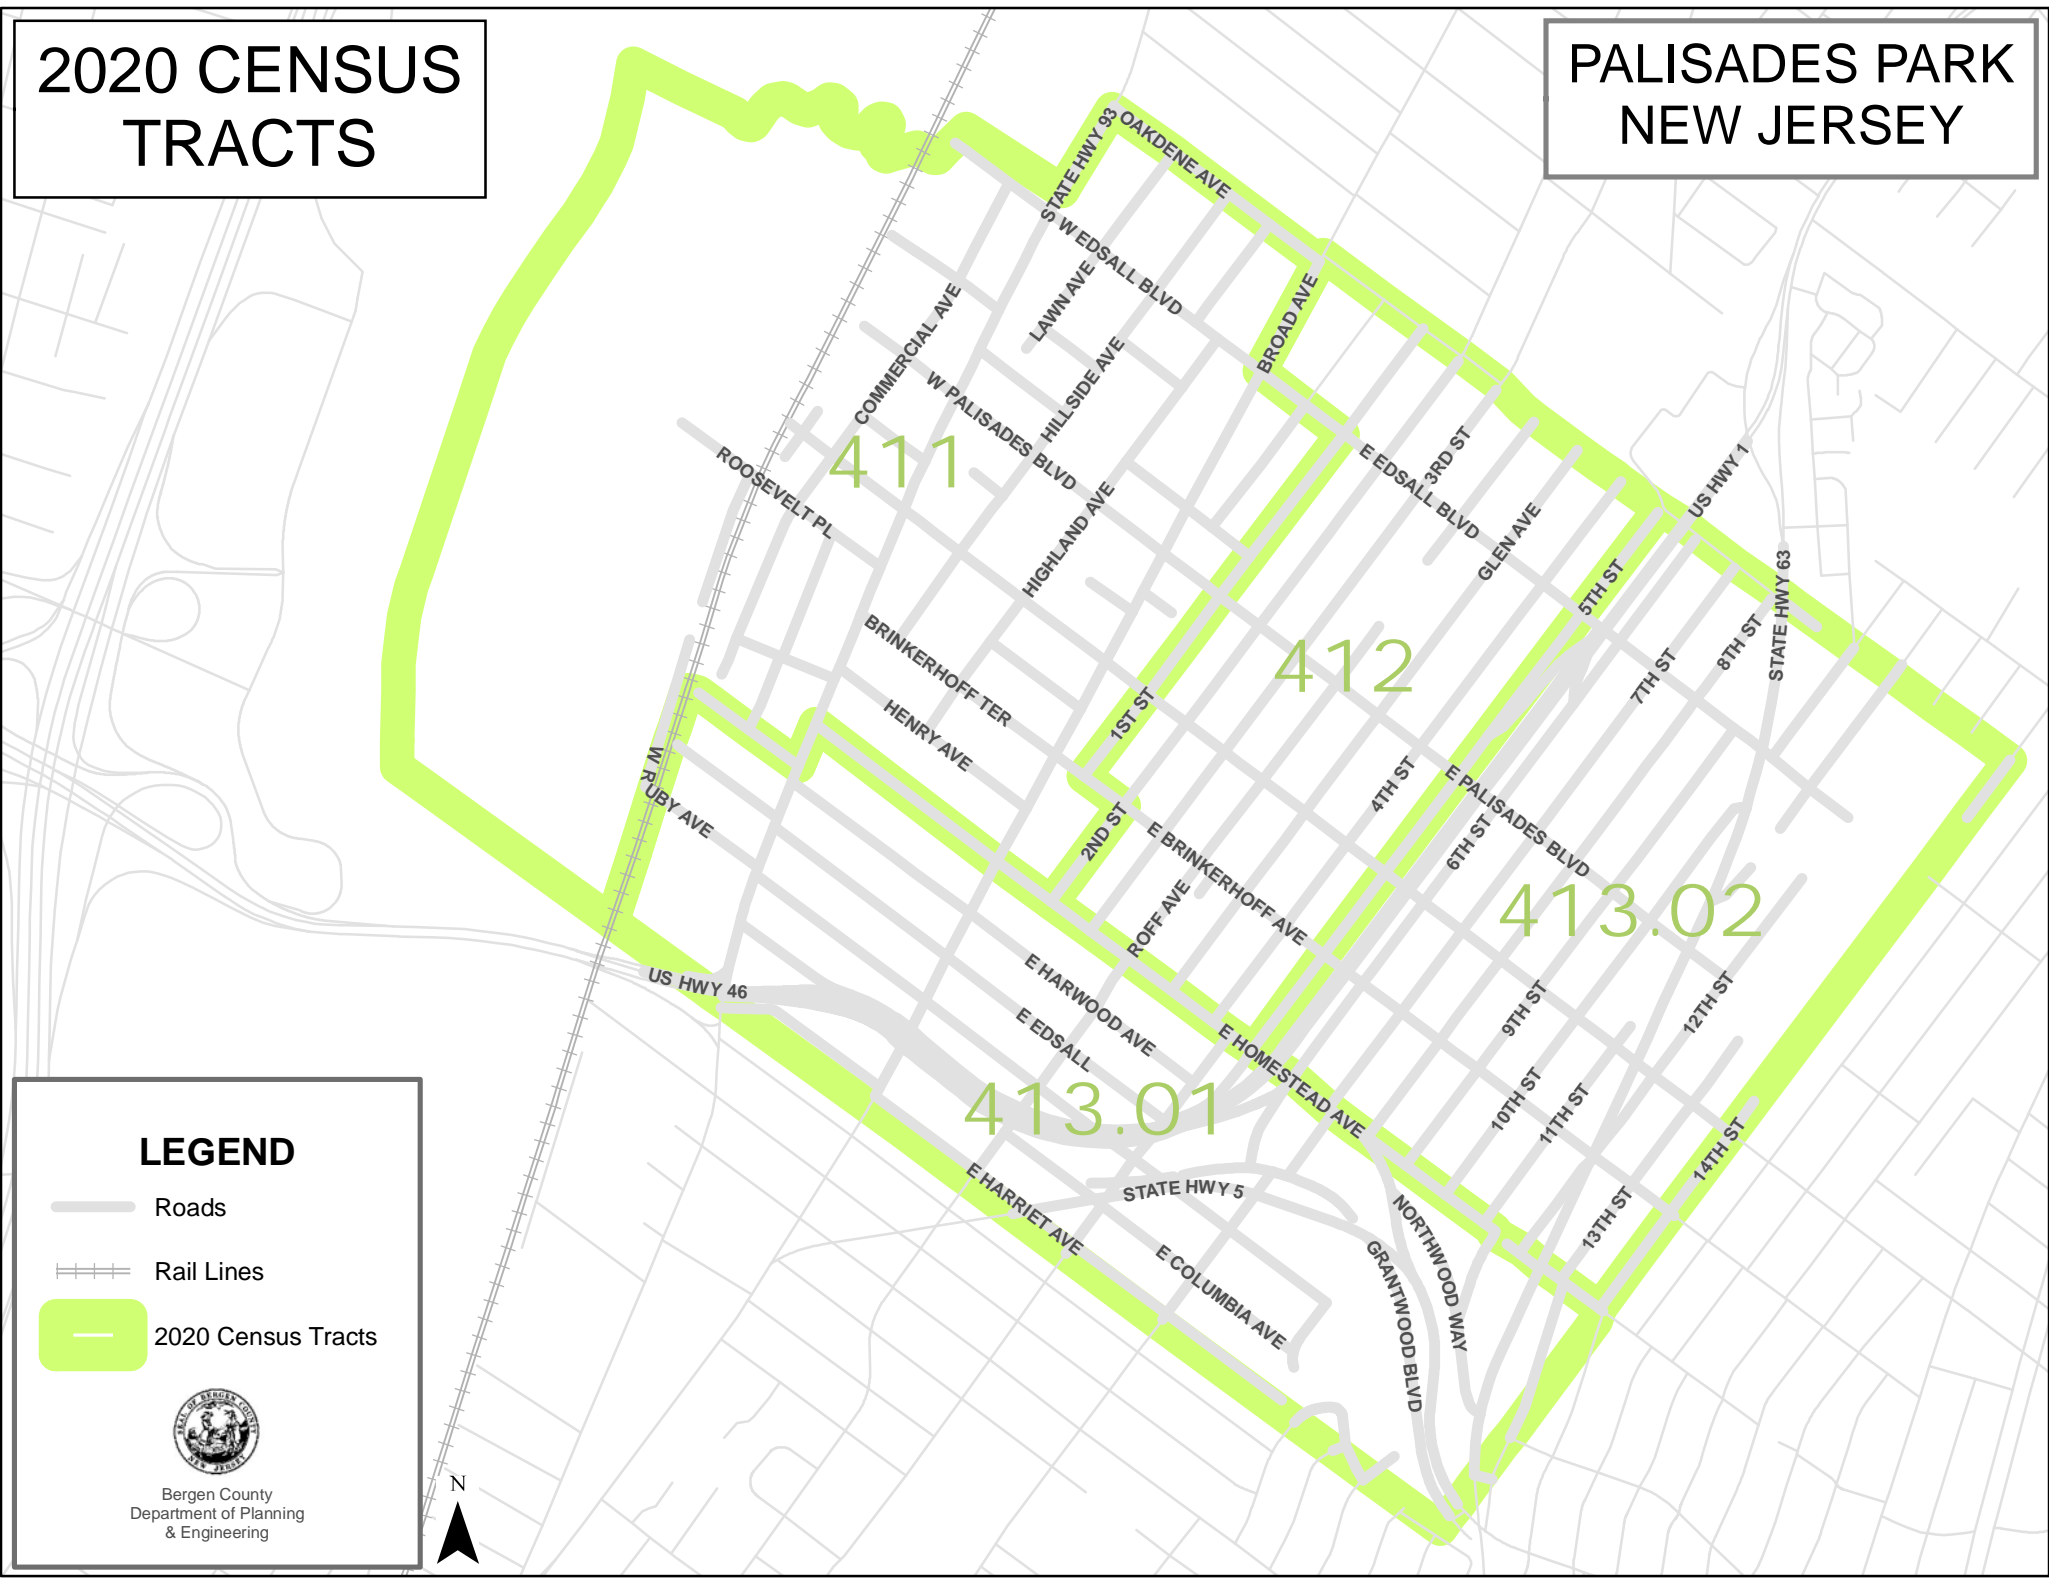 2020 CENSUS
TRACTS
PALISADES PARK
NEW JERSEY
STATE HWY 93
OAKDENE AVE
W EDSALL BLVD
LAWN AVE
BROAD AVE
COMMERCIAL AVE
HILLSIDE AVE
W PALISADES BLVD
411
ROOSEVELT PL
HIGHLAND AVE
3RD ST
E EDSALL BLVD
GLEN AVE
US HWY 1
5TH ST
STATE HWY 63
8TH ST
7TH ST
412
BRINKERHOFF TER
HENRY AVE
1ST ST
W RUBY AVE
4TH ST
E PALISADES BLVD
6TH ST
2ND ST
E BRINKERHOFF AVE
ROFF AVE
413.02
US HWY 46
E HARWOOD AVE
E EDSALL
E HOMESTEAD AVE
9TH ST
12TH ST
10TH ST
11TH ST
413.01
14TH ST
13TH ST
E HARRIET AVE
STATE HWY 5
E COLUMBIA AVE
GRANTWOOD BLVD
NORTHWOOD WAY
LEGEND
Roads
Rail Lines
2020 Census Tracts
SEAL OF BERGEN COUNTY
NEW JERSEY
Bergen County
Department of Planning
& Engineering
N